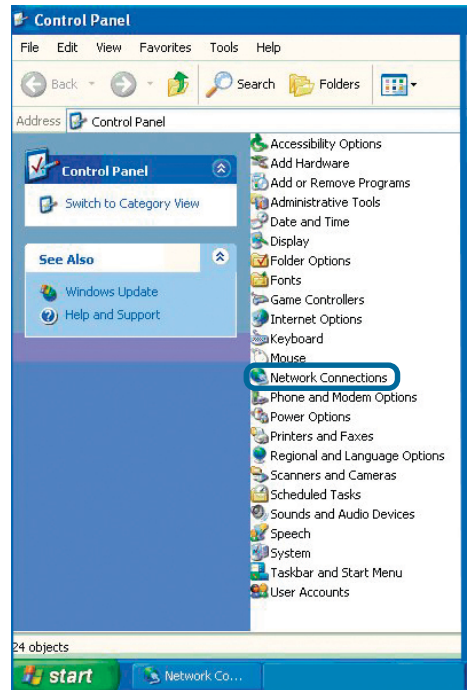 Control Panel
File Edit View Favorites Tools Help
Back Search Folders
Address Control Panel
Control Panel
Switch to Category View
See Also
Windows Update
Help and Support
Accessibility Options
Add Hardware
Add or Remove Programs
Administrative Tools
Date and Time
Display
Folder Options
Fonts
Game Controllers
Internet Options
Keyboard
Mouse
Network Connections
Phone and Modem Options
Power Options
Printers and Faxes
Regional and Language Options
Scanners and Cameras
Scheduled Tasks
Sounds and Audio Devices
Speech
System
Taskbar and Start Menu
User Accounts
24 objects
start Network Co...